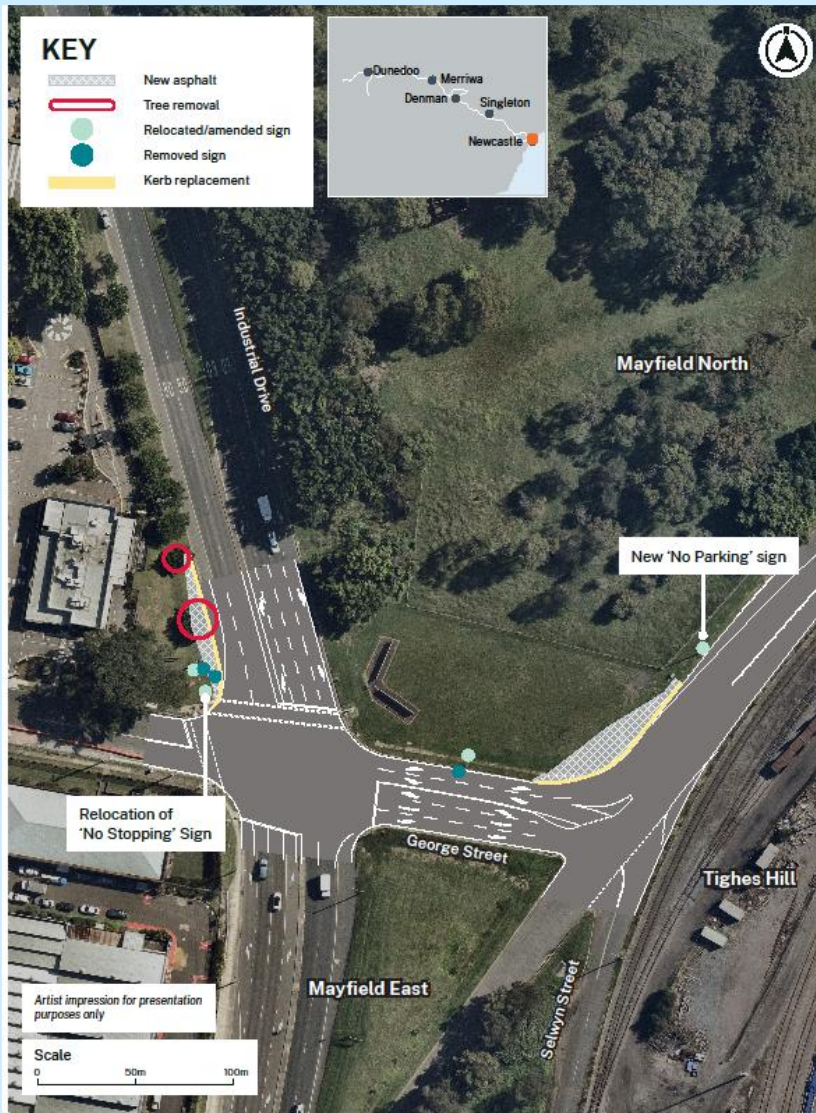 KEY
New asphalt
Tree removal
Relocated/amended sign
Removed sign
Kerb replacement
Dunedoo
Merriwa
Denman
Singleton
Newcastle
Industrial Drive
Mayfield North
New ‘No Parking’ sign
Relocation of
‘No Stopping’ Sign
George Street
Tighes Hill
Mayfield East
Selwyn Street
Artist impression for presentation
purposes only
Scale
0 50m 100m